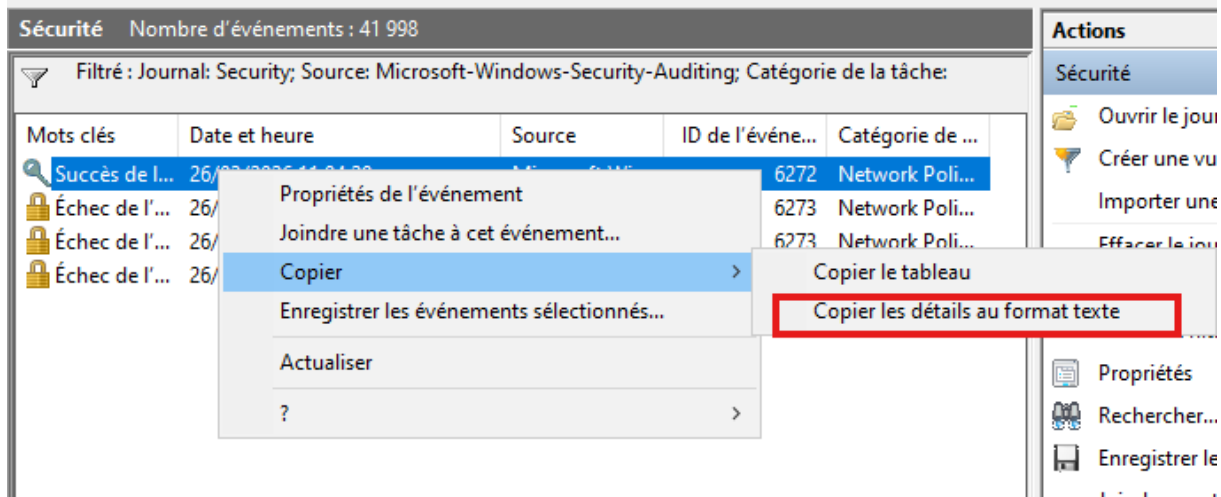 Sécurité Nombre d'événements : 41 998
Filtré : Journal: Security; Source: Microsoft-Windows-Security-Auditing; Catégorie de la tâche:
Mots clés Date et heure Source ID de l'événe... Catégorie de ...
Succès de l... 26/ 6272 Network Poli...
Échec de l'... 26/ 6273 Network Poli...
Échec de l'... 26/ 6273 Network Poli...
Échec de l'... 26/
Propriétés de l'événement
Joindre une tâche à cet événement...
Copier >
Enregistrer les événements sélectionnés...
Actualiser
? >
Copier le tableau
Copier les détails au format texte
Actions
Sécurité
Ouvrir le jour
Créer une vu
Importer une
Effacer le jou
Propriétés
Rechercher...
Enregistrer le